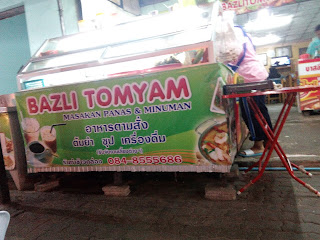 BAZLI TOMYAM
MASAKAN PANAS & MINUMAN
อาหารตามสั่ง
ต้มยำ ซุป เครื่องดื่ม
084-8555686